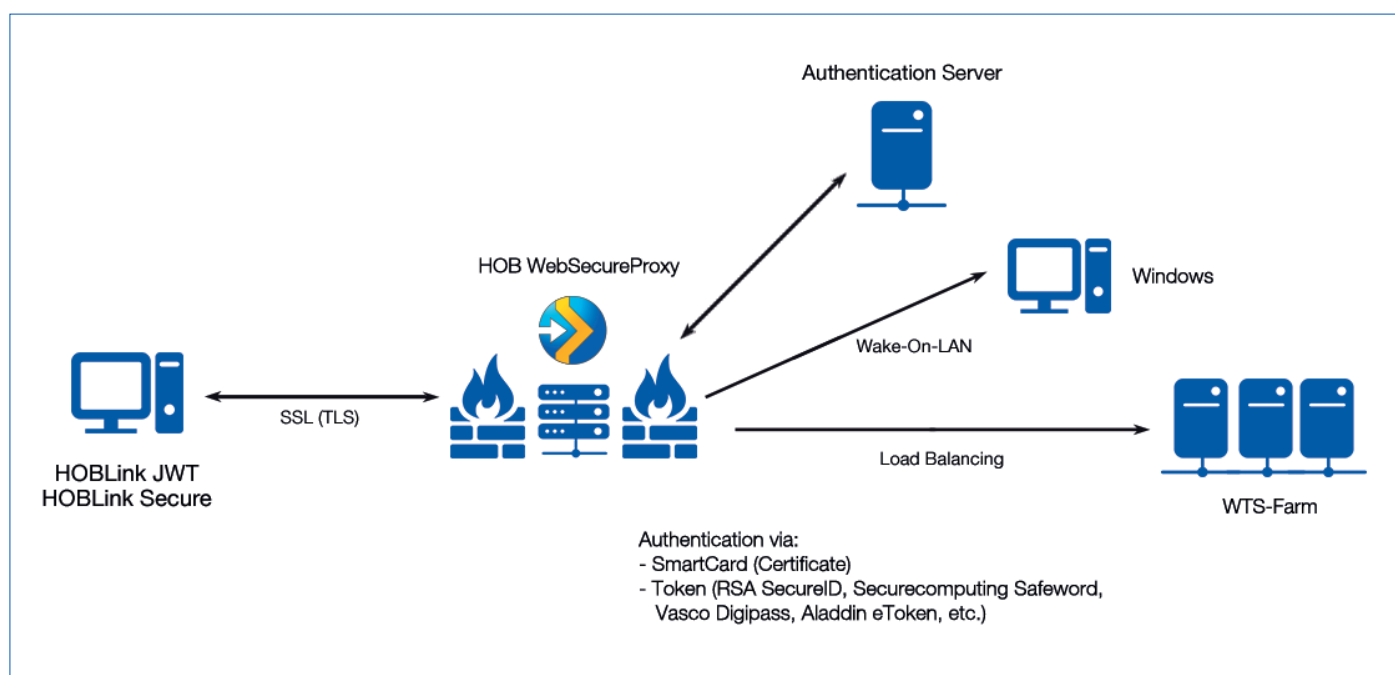 Authentication Server
HOB WebSecureProxy
Windows
Wake-On-LAN
SSL (TLS)
Load Balancing
HOBLink JWT
HOBLink Secure
WTS-Farm
Authentication via:
- SmartCard (Certificate)
- Token (RSA SecureID, Securecomputing Safeword,
Vasco Digipass, Aladdin eToken, etc.)